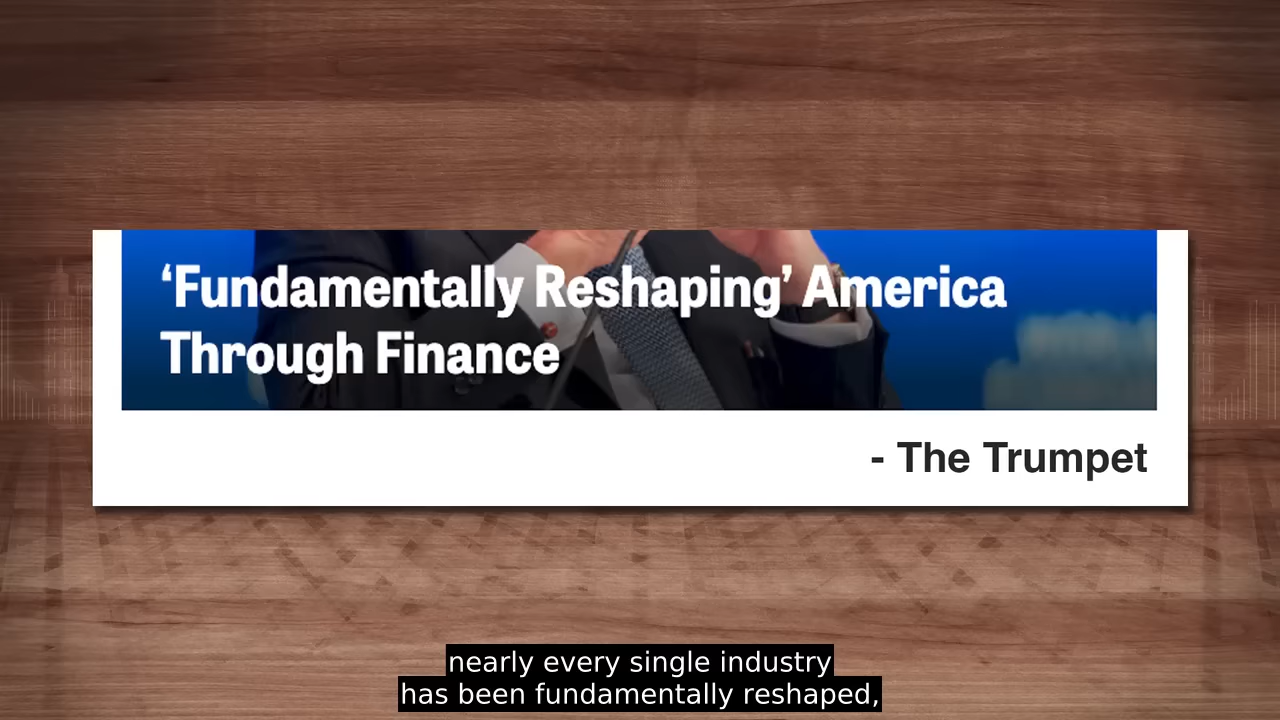 ‘Fundamentally Reshaping’ America
Through Finance
- The Trumpet
nearly every single industry
has been fundamentally reshaped,